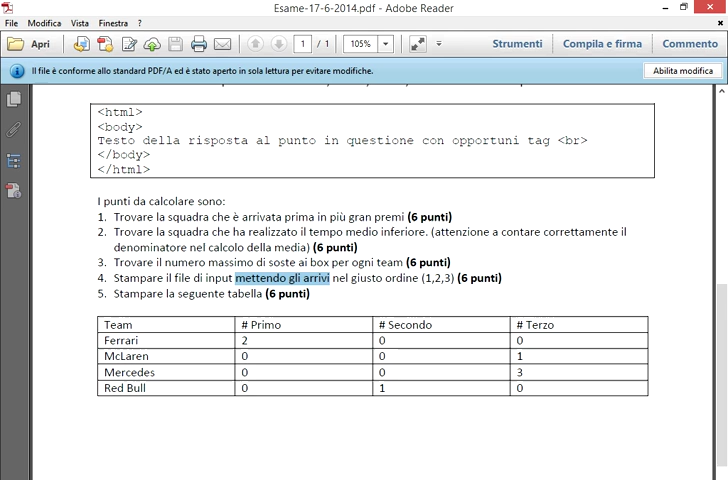 Esame-17-6-2014.pdf - Adobe Reader
File Modifica Vista Finestra ?
Apri 1 / 1 105% Strumenti Compila e firma Commento
Il file è conforme allo standard PDF/A ed è stato aperto in sola lettura per evitare modifiche. Abilita modifica
<html>
<body>
Testo della risposta al punto in questione con opportuni tag <br>
</body>
</html>
I punti da calcolare sono:
1. Trovare la squadra che è arrivata prima in più gran premi (6 punti)
2. Trovare la squadra che ha realizzato il tempo medio inferiore. (attenzione a contare correttamente il
denominatore nel calcolo della media) (6 punti)
3. Trovare il numero massimo di soste ai box per ogni team (6 punti)
4. Stampare il file di input mettendo gli arrivi nel giusto ordine (1,2,3) (6 punti)
5. Stampare la seguente tabella (6 punti)
Team # Primo # Secondo # Terzo
Ferrari 2 0 0
McLaren 0 0 1
Mercedes 0 0 3
Red Bull 0 1 0